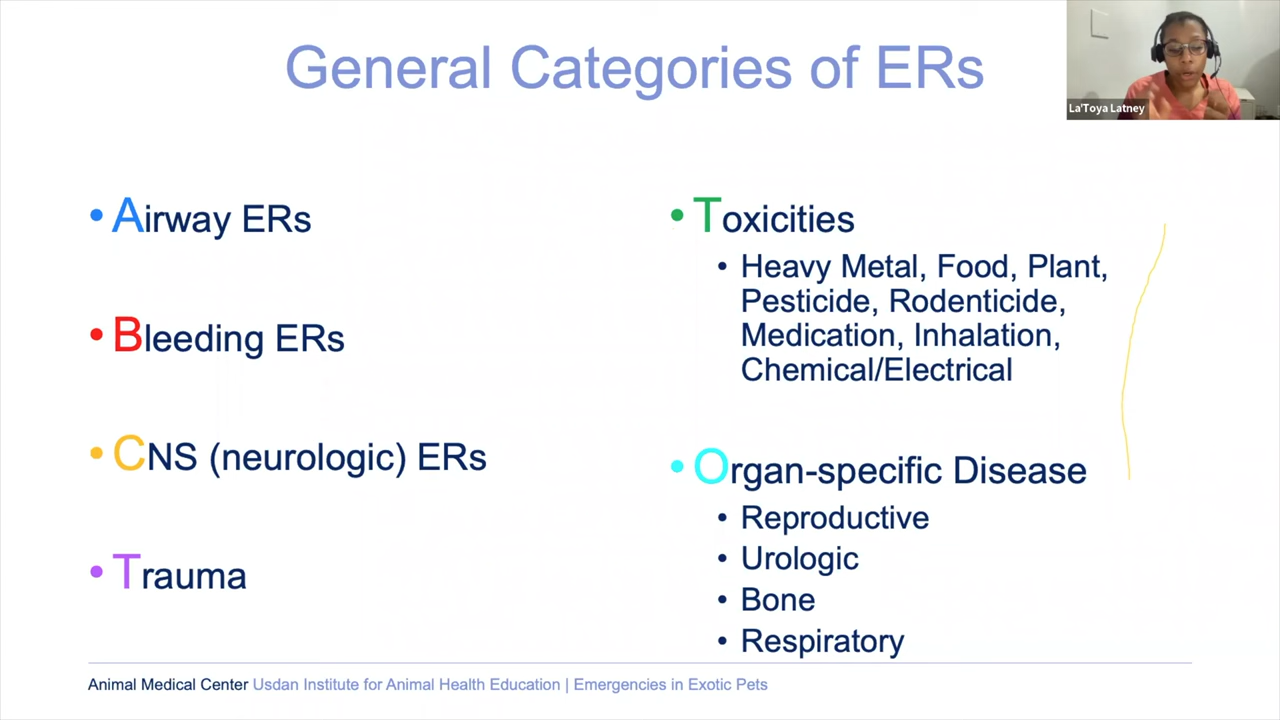 General Categories of ERs
La'Toya Latney
• Airway ERs
• Bleeding ERs
• CNS (neurologic) ERs
• Trauma
• Toxicities
• Heavy Metal, Food, Plant,
Pesticide, Rodenticide,
Medication, Inhalation,
Chemical/Electrical
• Organ-specific Disease
• Reproductive
• Urologic
• Bone
• Respiratory
Animal Medical Center Usdan Institute for Animal Health Education | Emergencies in Exotic Pets